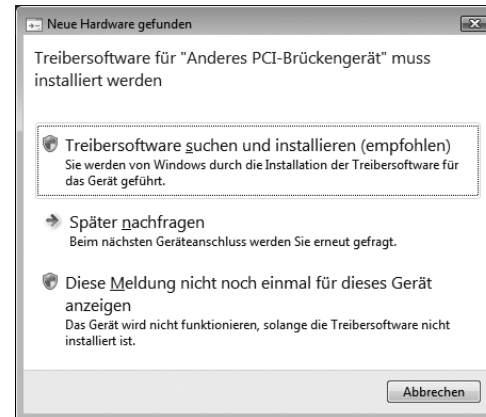 Neue Hardware gefunden
Treibersoftware für "Anderes PCI-Brückengerät" muss
installiert werden
Treibersoftware suchen und installieren (empfohlen)
Sie werden von Windows durch die Installation der Treibersoftware für
das Gerät geführt.
Später nachfragen
Beim nächsten Geräteanschluss werden Sie erneut gefragt.
Diese Meldung nicht noch einmal für dieses Gerät
anzeigen
Das Gerät wird nicht funktionieren, solange die Treibersoftware nicht
installiert ist.
Abbrechen